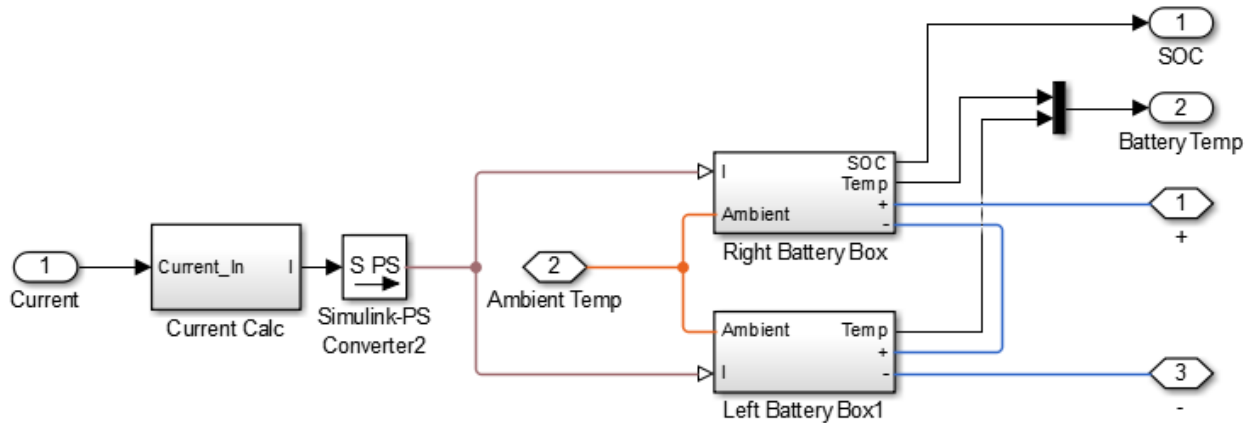 1
SOC
2
Battery Temp
I
SOC
Temp
Ambient
+
-
Right Battery Box
1
+
1
Current
Current_In
I
Current Calc
S PS
Simulink-PS
Converter2
2
Ambient Temp
Ambient
Temp
+
I
-
Left Battery Box1
3
-